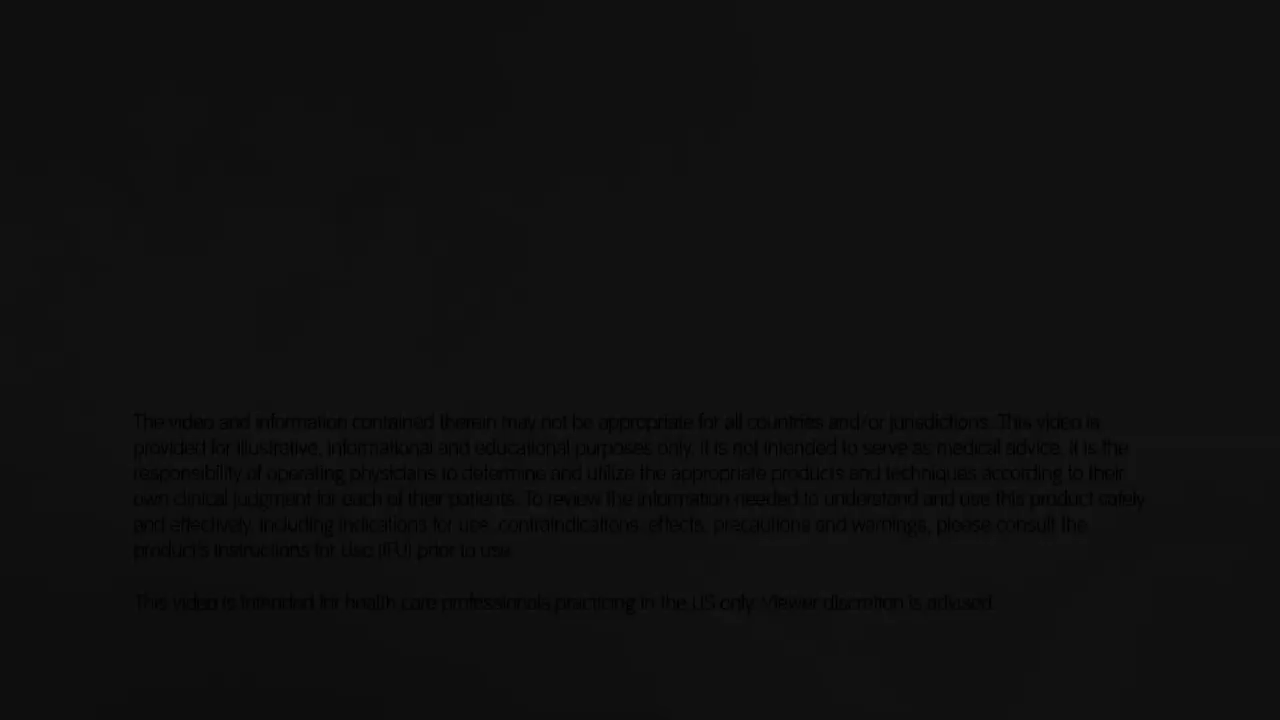 The video and information contained therein may not be appropriate for all countries and/or jurisdictions. This video is
provided for illustrative, informational and educational purposes only. It is not intended to serve as medical advice. It is the
responsibility of operating physicians to determine and utilize the appropriate products and techniques according to their
own clinical judgment for each of their patients. To review the information needed to understand and use this product safely
and effectively, including indications for use, contraindications, effects, precautions and warnings, please consult the
product's Instructions for Use (IFU) prior to use.
This video is intended for health care professionals practicing in the US only. Viewer discretion is advised.